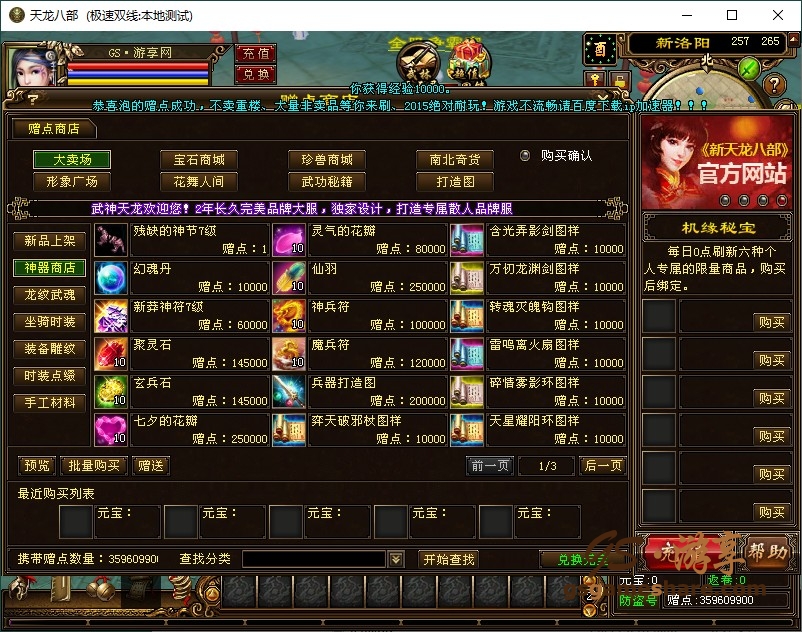 天龙八部 (极速双线:本地测试)
GS·游享网
充值
兑换
新洛阳 257 265
北
你获得经验10000。
恭喜泡的赠点成功，不卖重楼、大量非卖品等你来刷、2015绝对耐玩！游戏不流畅请百度下载ip加速器！！！
赠点商店
大卖场
宝石商城
珍兽商城
南北奇货
购买确认
形象广场
花舞人间
武功秘籍
打造图
武神天龙欢迎您！2年长久完美品牌大服，独家设计，打造专属散人品牌服
新品上架
神器商店
龙纹武魂
坐骑时装
装备雕纹
时装点缀
手工材料
残缺的神节7级
赠点：1
灵气的花瓣
赠点：80000
10
含光弄影剑图样
赠点：10000
幻魂丹
赠点：10000
仙羽
赠点：250000
10
万仞龙渊剑图样
赠点：10000
新莽神符7级
赠点：60000
神兵符
赠点：100000
10
转魂灭魄钩图样
赠点：10000
聚灵石
赠点：145000
10
魔兵符
赠点：120000
10
雷鸣离火扇图样
赠点：10000
玄兵石
赠点：145000
10
兵器打造图
赠点：200000
碎情雾影环图样
赠点：10000
七夕的花瓣
赠点：250000
10
弈天破邪杖图样
赠点：10000
天星耀阳环图样
赠点：10000
预览
批量购买
赠送
前一页
1/3
后一页
最近购买列表
元宝：
元宝：
元宝：
元宝：
元宝：
携带赠点数量：35960990
查找分类
开始查找
《新天龙八部》
官方网站
机缘秘宝
每日0点刷新六种个
人专属的限量商品，购买
后绑定。
购买
购买
购买
购买
购买
购买
帮助
元宝:0
返卷:0
防盗号
赠点:359609900